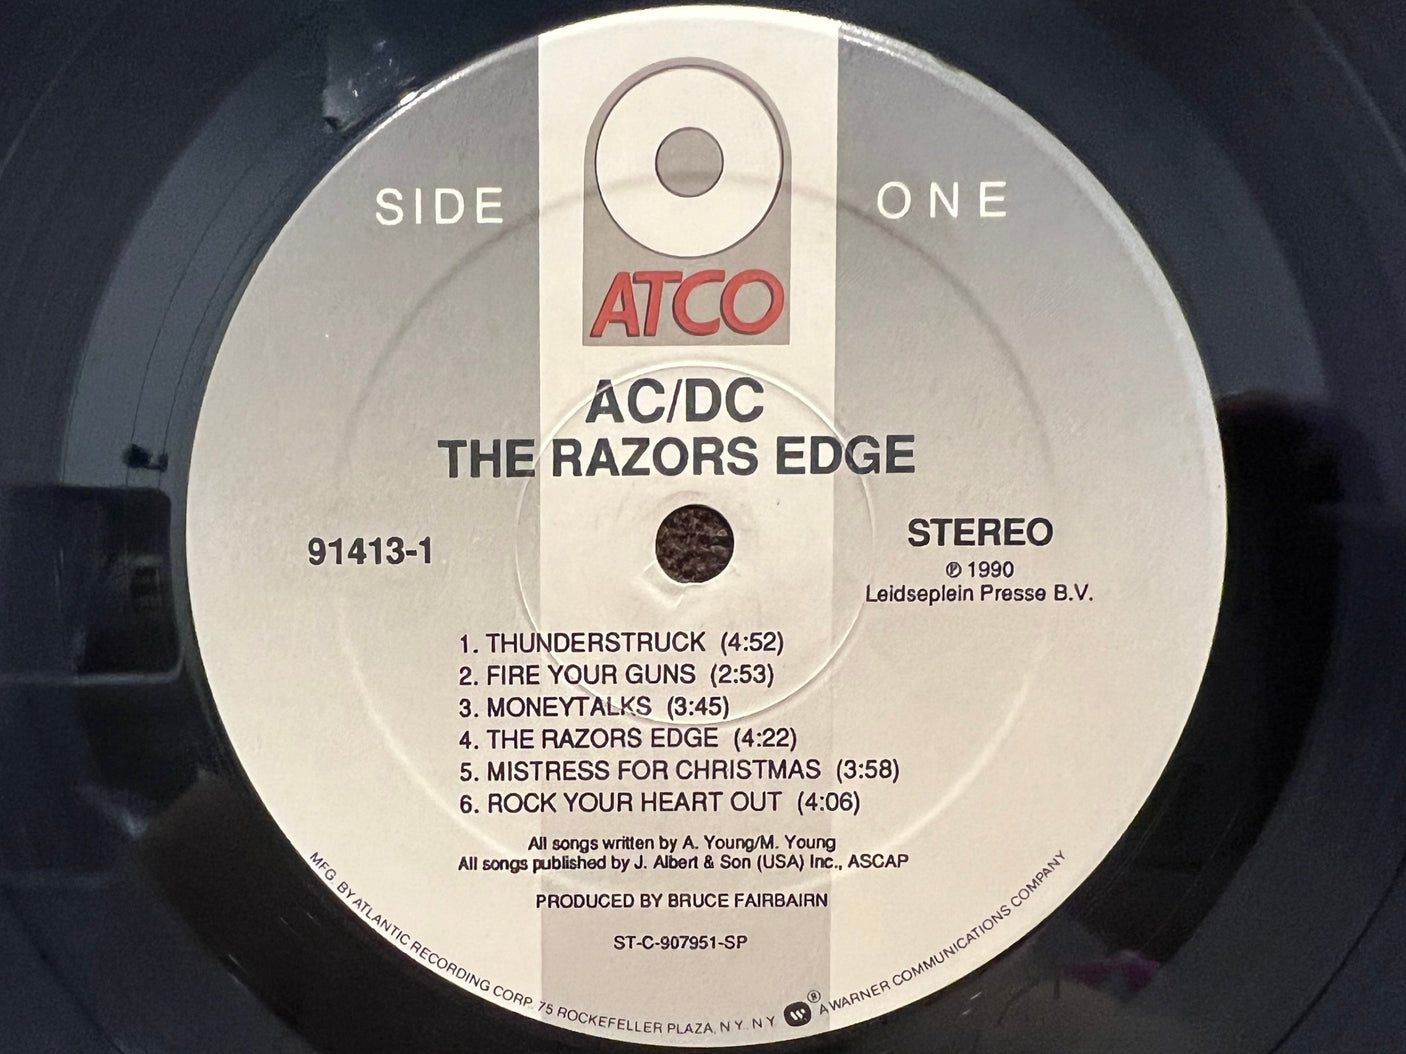 SIDE ONE
ATCO
AC/DC
THE RAZORS EDGE
91413-1
STEREO
℗ 1990
Leidseplein Presse B.V.
1. THUNDERSTRUCK (4:52)
2. FIRE YOUR GUNS (2:53)
3. MONEYTALKS (3:45)
4. THE RAZORS EDGE (4:22)
5. MISTRESS FOR CHRISTMAS (3:58)
6. ROCK YOUR HEART OUT (4:06)
All songs written by A. Young/M. Young
All songs published by J. Albert & Son (USA) Inc., ASCAP
PRODUCED BY BRUCE FAIRBAIRN
ST-C-907951-SP
MFG. BY ATLANTIC RECORDING CORP. 75 ROCKEFELLER PLAZA, N.Y. N.Y. ® A WARNER COMMUNICATIONS COMPANY